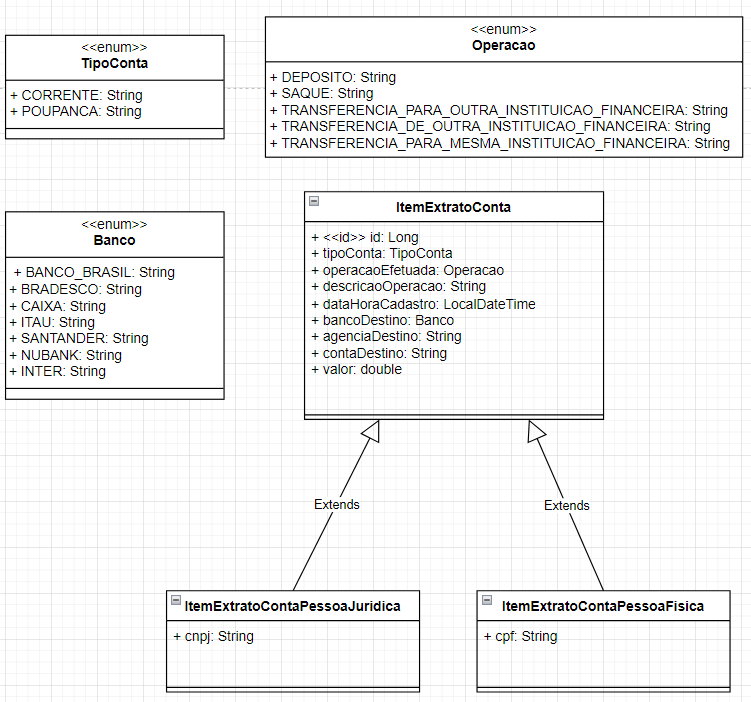 <<enum>>
TipoConta
+ CORRENTE: String
+ POUPANCA: String
<<enum>>
Operacao
+ DEPOSITO: String
+ SAQUE: String
+ TRANSFERENCIA_PARA_OUTRA_INSTITUICAO_FINANCEIRA: String
+ TRANSFERENCIA_DE_OUTRA_INSTITUICAO_FINANCEIRA: String
+ TRANSFERENCIA_PARA_MESMA_INSTITUICAO_FINANCEIRA: String
<<enum>>
Banco
+ BANCO_BRASIL: String
+ BRADESCO: String
+ CAIXA: String
+ ITAU: String
+ SANTANDER: String
+ NUBANK: String
+ INTER: String
ItemExtratoConta
+ <<id>> id: Long
+ tipoConta: TipoConta
+ operacaoEfetuada: Operacao
+ descricaoOperacao: String
+ dataHoraCadastro: LocalDateTime
+ bancoDestino: Banco
+ agenciaDestino: String
+ contaDestino: String
+ valor: double
Extends
Extends
ItemExtratoContaPessoaJuridica
+ cnpj: String
ItemExtratoContaPessoaFisica
+ cpf: String